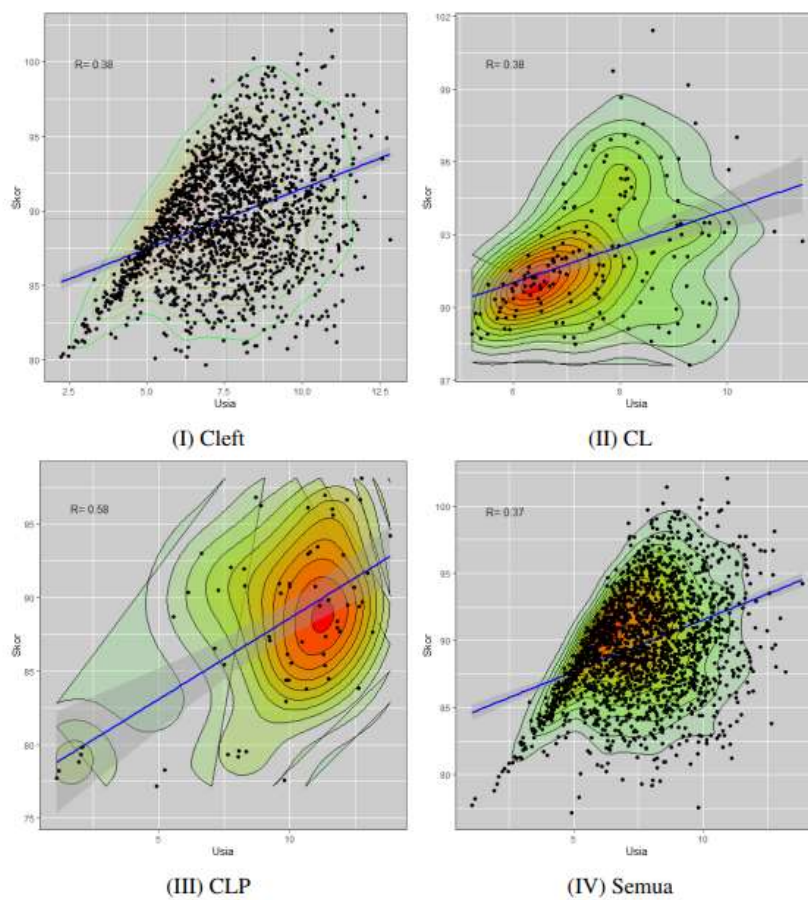 R= 0.38
Skor
100
95
90
85
80
2.5
5.0
7.5
10.0
12.5
Usia
(I) Cleft
R= 0.38
Skor
102
99
96
93
90
87
6
8
10
Usia
(II) CL
R= 0.58
Skor
95
90
85
80
75
5
10
Usia
(III) CLP
R= 0.37
Skor
100
95
90
85
80
5
10
Usia
(IV) Semua